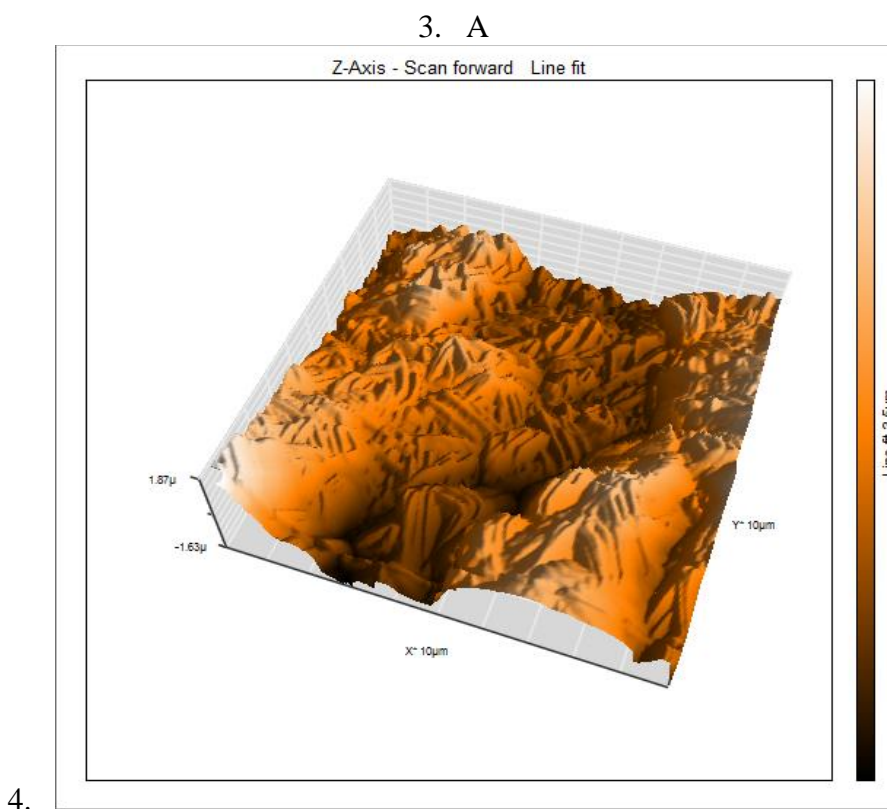 3. A
Z-Axis - Scan forward Line fit
1.87µ
-1.63µ
Y* 10µm
X* 10µm
4.